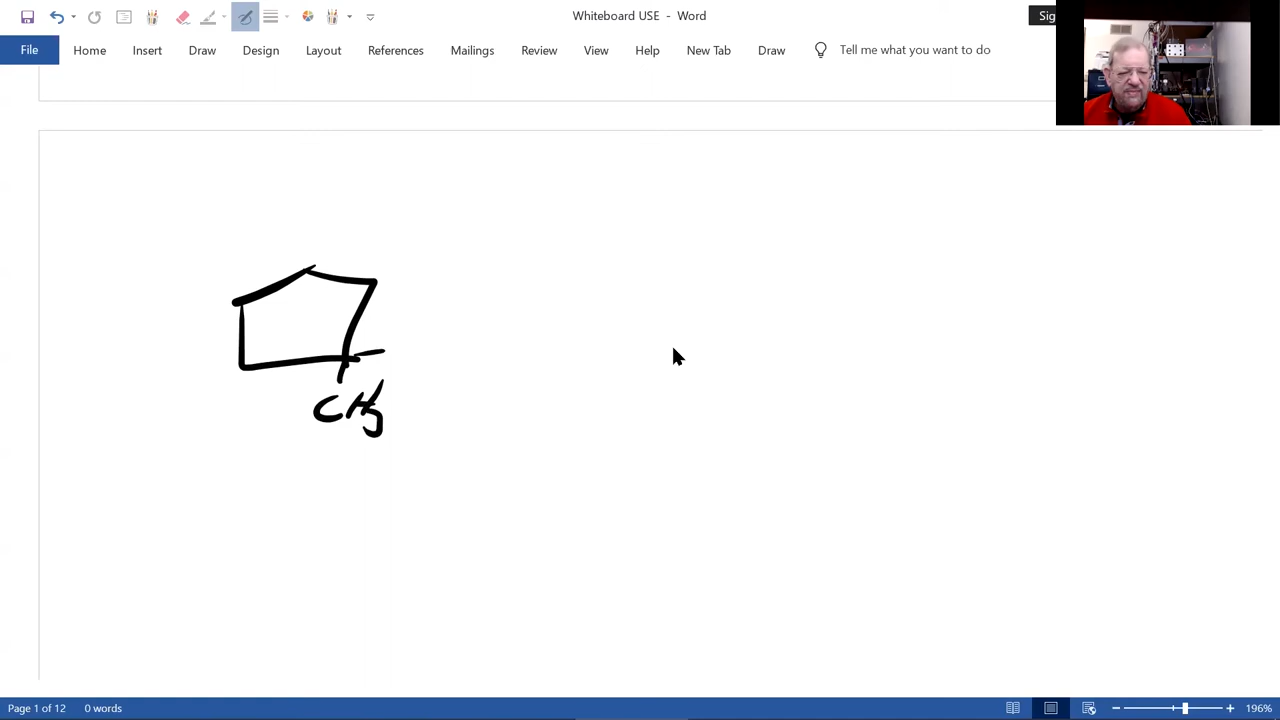 Whiteboard USE - Word
Sig
File Home Insert Draw Design Layout References Mailings Review View Help New Tab Draw Tell me what you want to do
CH3
Page 1 of 12 0 words 196%